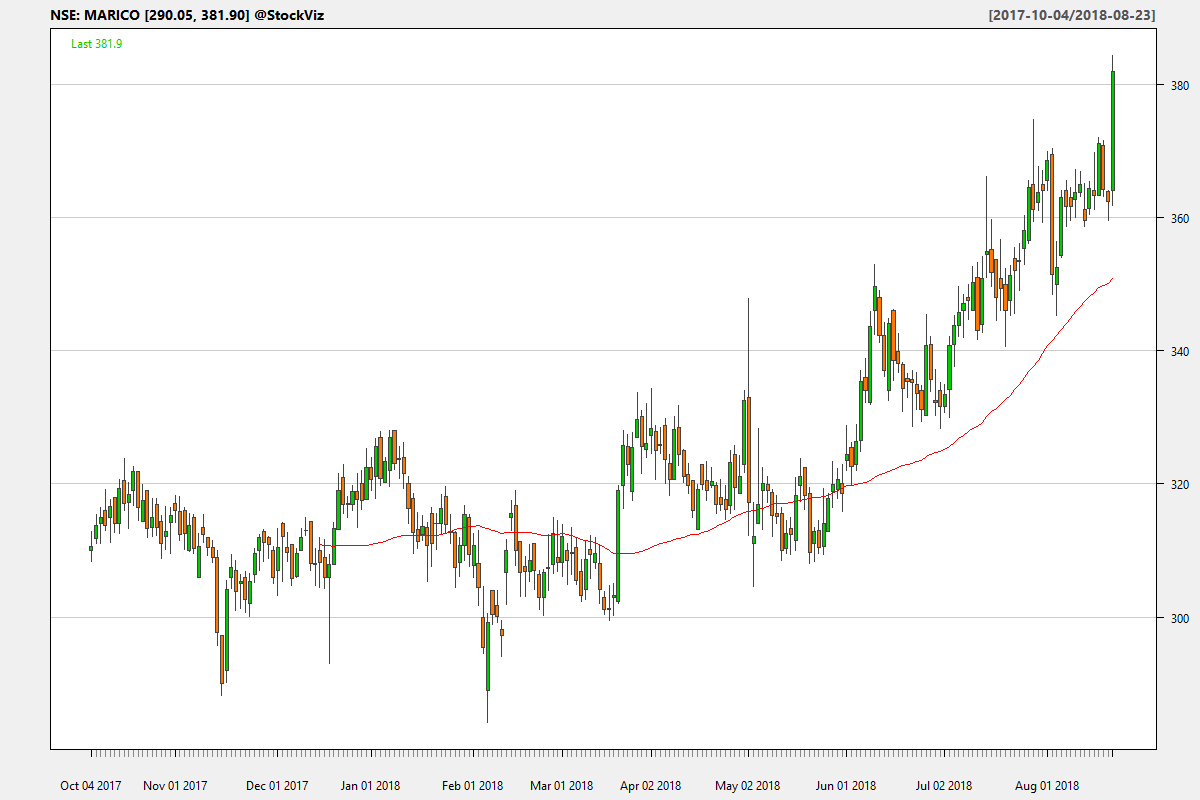 NSE: MARICO [290.05, 381.90] @StockViz
[2017-10-04/2018-08-23]
Last 381.9
380
360
340
320
300
Oct 04 2017 Nov 01 2017 Dec 01 2017 Jan 01 2018 Feb 01 2018 Mar 01 2018 Apr 02 2018 May 02 2018 Jun 01 2018 Jul 02 2018 Aug 01 2018